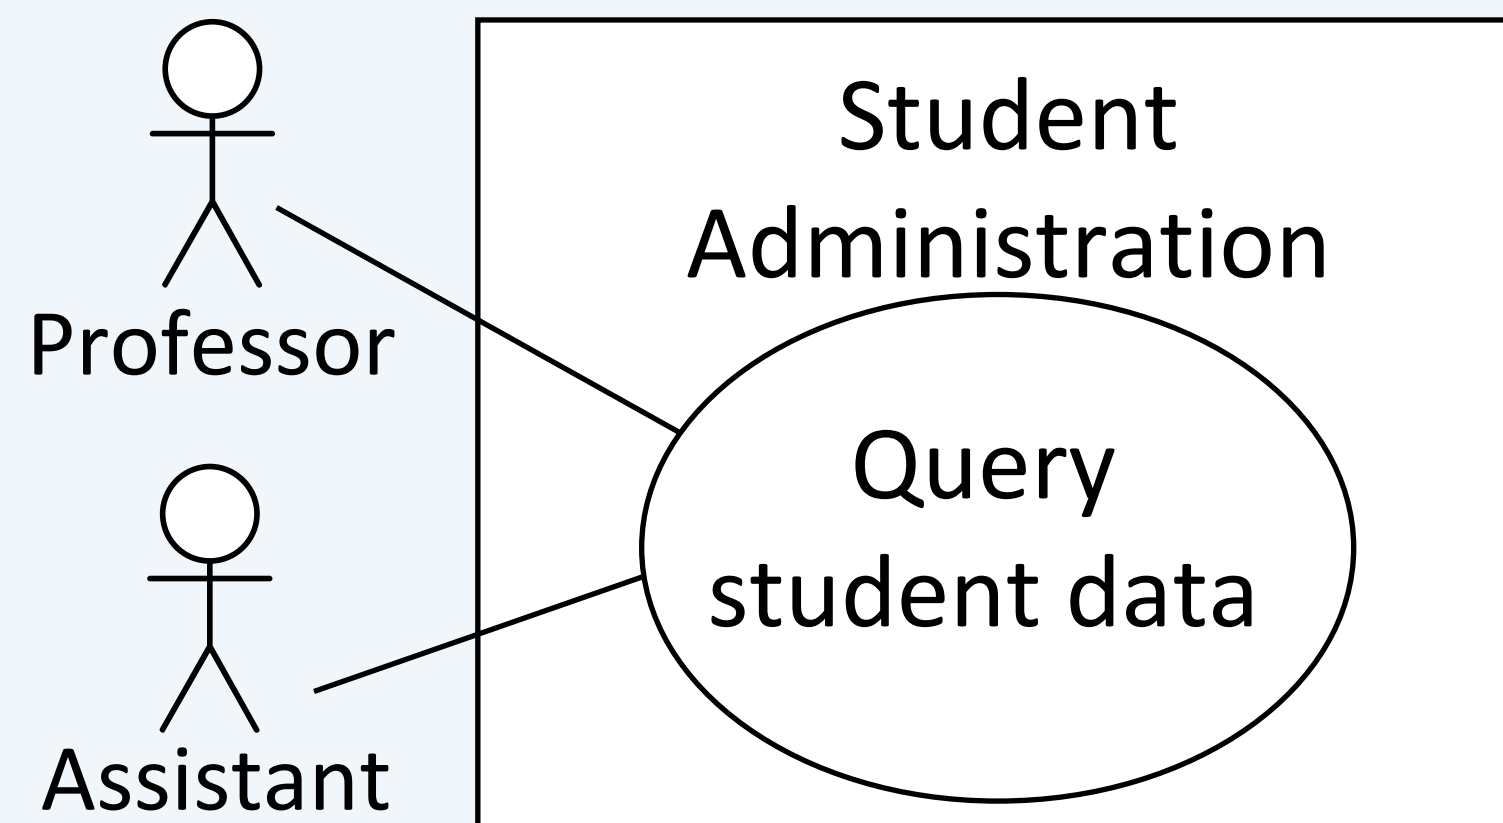 Student
Administration
Professor
Query
student data
Assistant